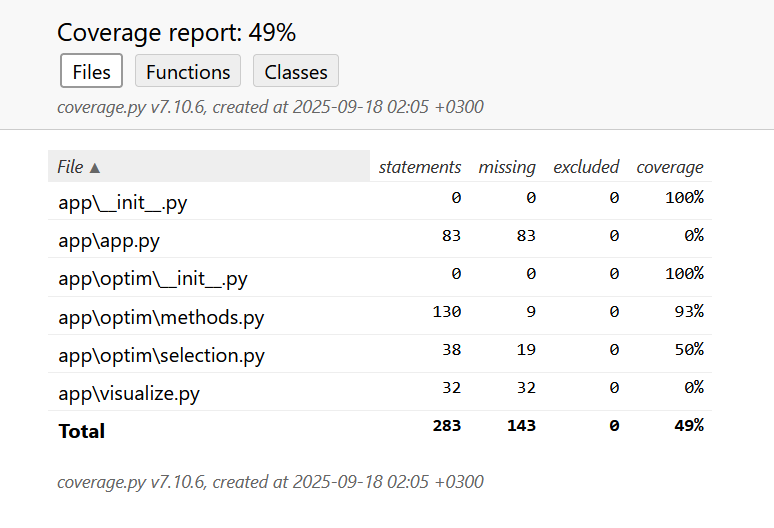 Coverage report: 49%
Files Functions Classes
coverage.py v7.10.6, created at 2025-09-18 02:05 +0300
File ▲ statements missing excluded coverage
app\__init__.py 0 0 0 100%
app\app.py 83 83 0 0%
app\optim\__init__.py 0 0 0 100%
app\optim\methods.py 130 9 0 93%
app\optim\selection.py 38 19 0 50%
app\visualize.py 32 32 0 0%
Total 283 143 0 49%
coverage.py v7.10.6, created at 2025-09-18 02:05 +0300